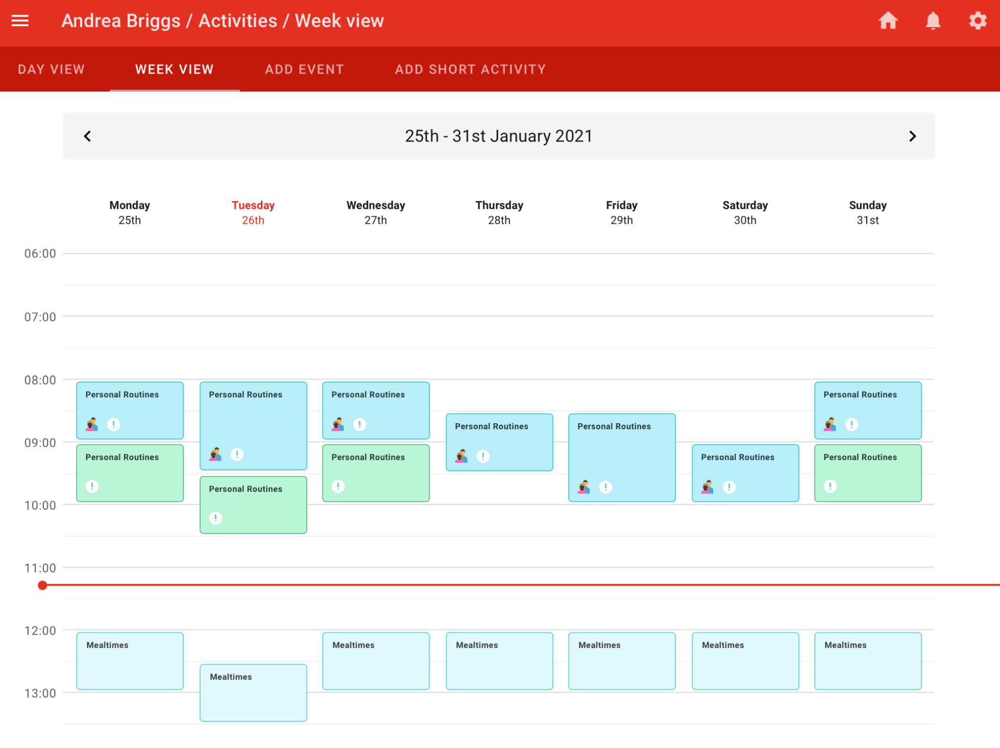 Andrea Briggs / Activities / Week view
DAY VIEW WEEK VIEW ADD EVENT ADD SHORT ACTIVITY
25th - 31st January 2021
Monday Tuesday Wednesday Thursday Friday Saturday Sunday
25th 26th 27th 28th 29th 30th 31st
06:00
07:00
08:00
Personal Routines Personal Routines Personal Routines Personal Routines
Personal Routines Personal Routines
09:00
Personal Routines Personal Routines Personal Routines Personal Routines
Personal Routines
10:00
11:00
12:00
Mealtimes Mealtimes Mealtimes Mealtimes Mealtimes Mealtimes
Mealtimes
13:00